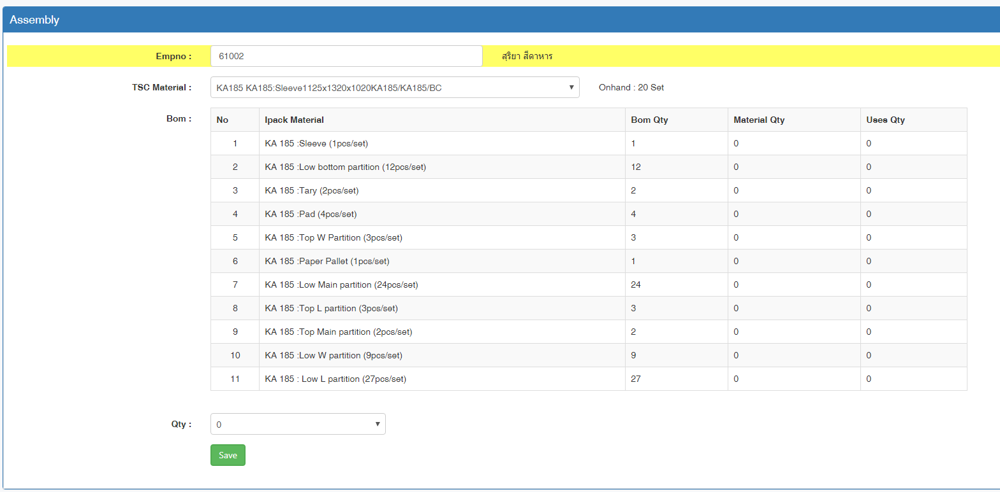 Assembly
Empno : 61002 สุริยา สีดาหาร
TSC Material : KA185 KA185:Sleeve1125x1320x1020KA185/KA185/BC Onhand : 20 Set
Bom : No Ipack Material Bom Qty Material Qty Uses Qty
1 KA 185 :Sleeve (1pcs/set) 1 0 0
2 KA 185 :Low bottom partition (12pcs/set) 12 0 0
3 KA 185 :Tary (2pcs/set) 2 0 0
4 KA 185 :Pad (4pcs/set) 4 0 0
5 KA 185 :Top W Partition (3pcs/set) 3 0 0
6 KA 185 :Paper Pallet (1pcs/set) 1 0 0
7 KA 185 :Low Main partition (24pcs/set) 24 0 0
8 KA 185 :Top L partition (3pcs/set) 3 0 0
9 KA 185 :Top Main partition (2pcs/set) 2 0 0
10 KA 185 :Low W partition (9pcs/set) 9 0 0
11 KA 185 : Low L partition (27pcs/set) 27 0 0
Qty : 0
Save